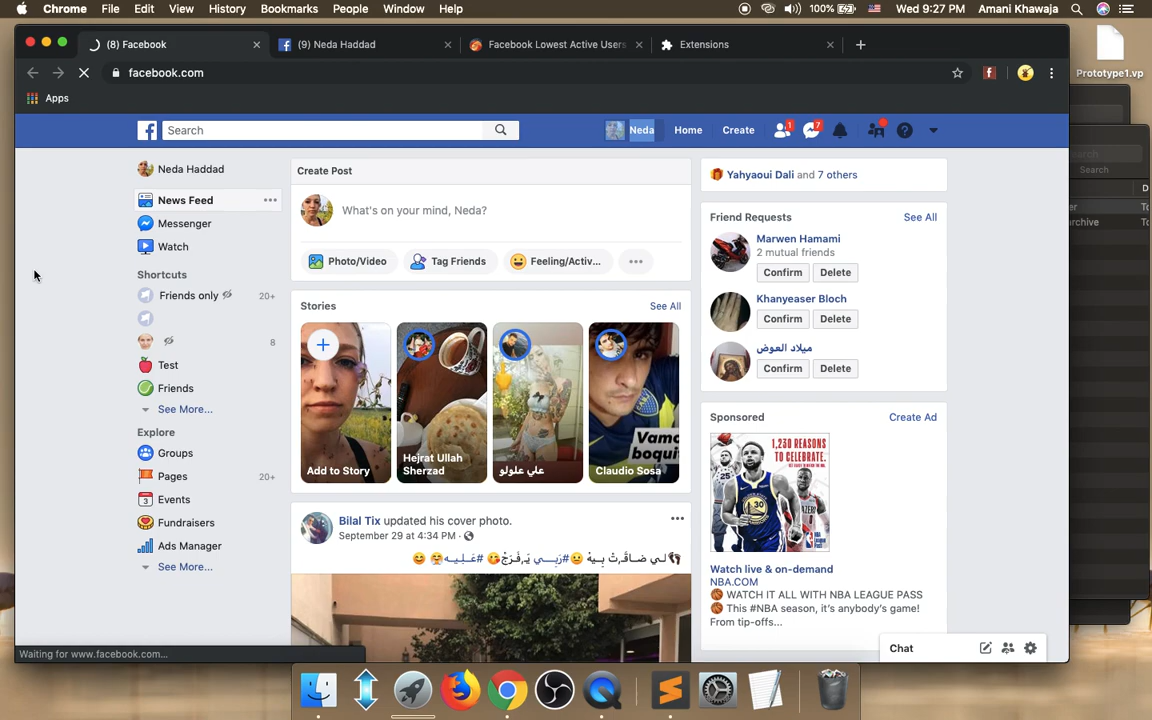 Chrome File Edit View History Bookmarks People Window Help
100% Wed 9:27 PM Amani Khawaja
(8) Facebook
(9) Neda Haddad
Facebook Lowest Active Users
Extensions
Prototype1.vp
facebook.com
Apps
Search
Neda Home Create 1 7
Search
Neda Haddad
News Feed
Messenger
Watch
Shortcuts
Friends only 20+
8
Test
Friends
See More...
Explore
Groups
Pages 20+
Events
Fundraisers
Ads Manager
See More...
Create Post
What's on your mind, Neda?
Photo/Video
Tag Friends
Feeling/Activ...
Stories See All
Add to Story
Hejrat Ullah
Sherzad
علي علولو
Claudio Sosa
Vamo
boquit
Bilal Tix updated his cover photo.
September 29 at 4:34 PM ·
Yahyaoui Dali and 7 others
Friend Requests See All
Marwen Hamami
2 mutual friends
Confirm Delete
Khanyeaser Bloch
Confirm Delete
ميلاد العوض
Confirm Delete
Sponsored Create Ad
1,230 REASONS
TO CELEBRATE.
Watch live & on-demand
NBA.COM
WATCH IT ALL WITH NBA LEAGUE PASS
This #NBA season, it's anybody's game!
From tip-offs...
Chat
Waiting for www.facebook.com...